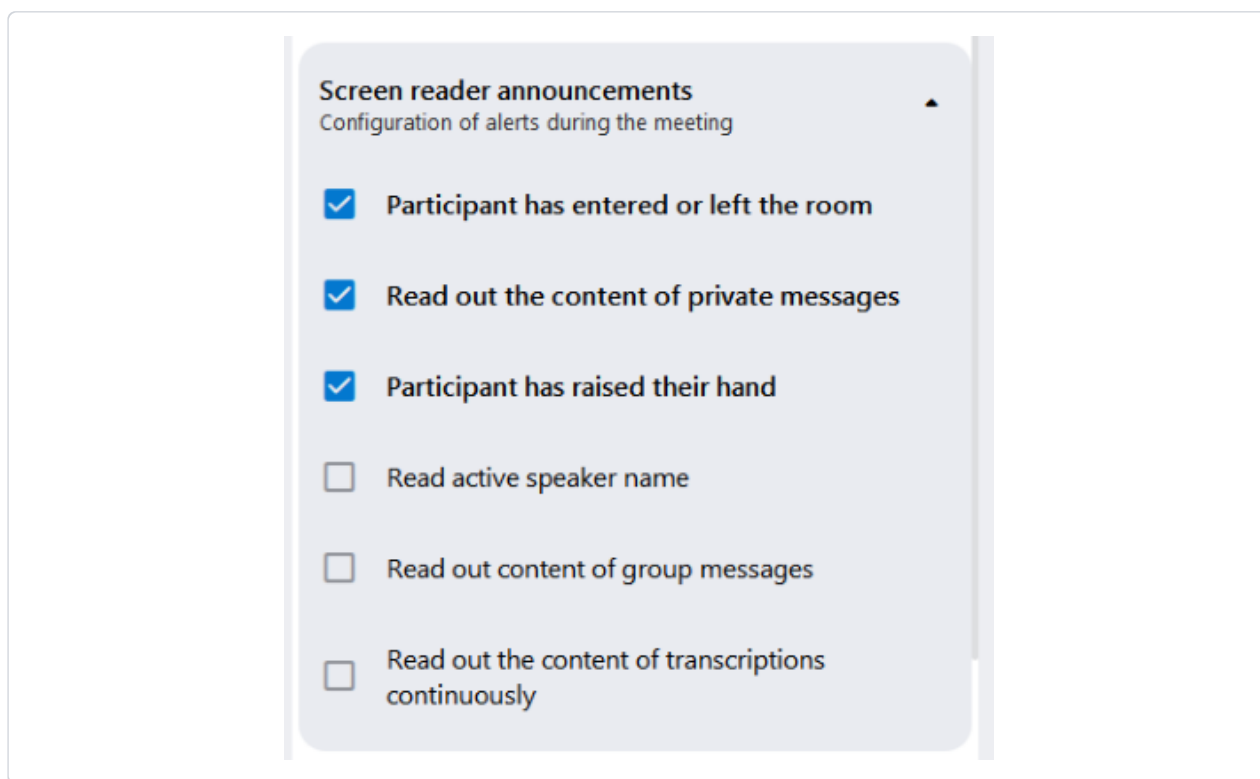 Screen reader announcements
Configuration of alerts during the meeting
Participant has entered or left the room
Read out the content of private messages
Participant has raised their hand
Read active speaker name
Read out content of group messages
Read out the content of transcriptions
continuously